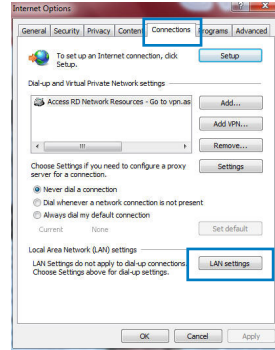 Internet Options
General Security Privacy Content Connections Programs Advanced
To set up an Internet connection, click
Setup.
Setup
Dial-up and Virtual Private Network settings
Access RD Network Resources - Go to vpn.as
Add...
Add VPN...
Remove...
Choose Settings if you need to configure a proxy
server for a connection.
Settings
Never dial a connection
Dial whenever a network connection is not present
Always dial my default connection
Current None
Set default
Local Area Network (LAN) settings
LAN Settings do not apply to dial-up connections.
Choose Settings above for dial-up settings.
LAN settings
OK Cancel Apply